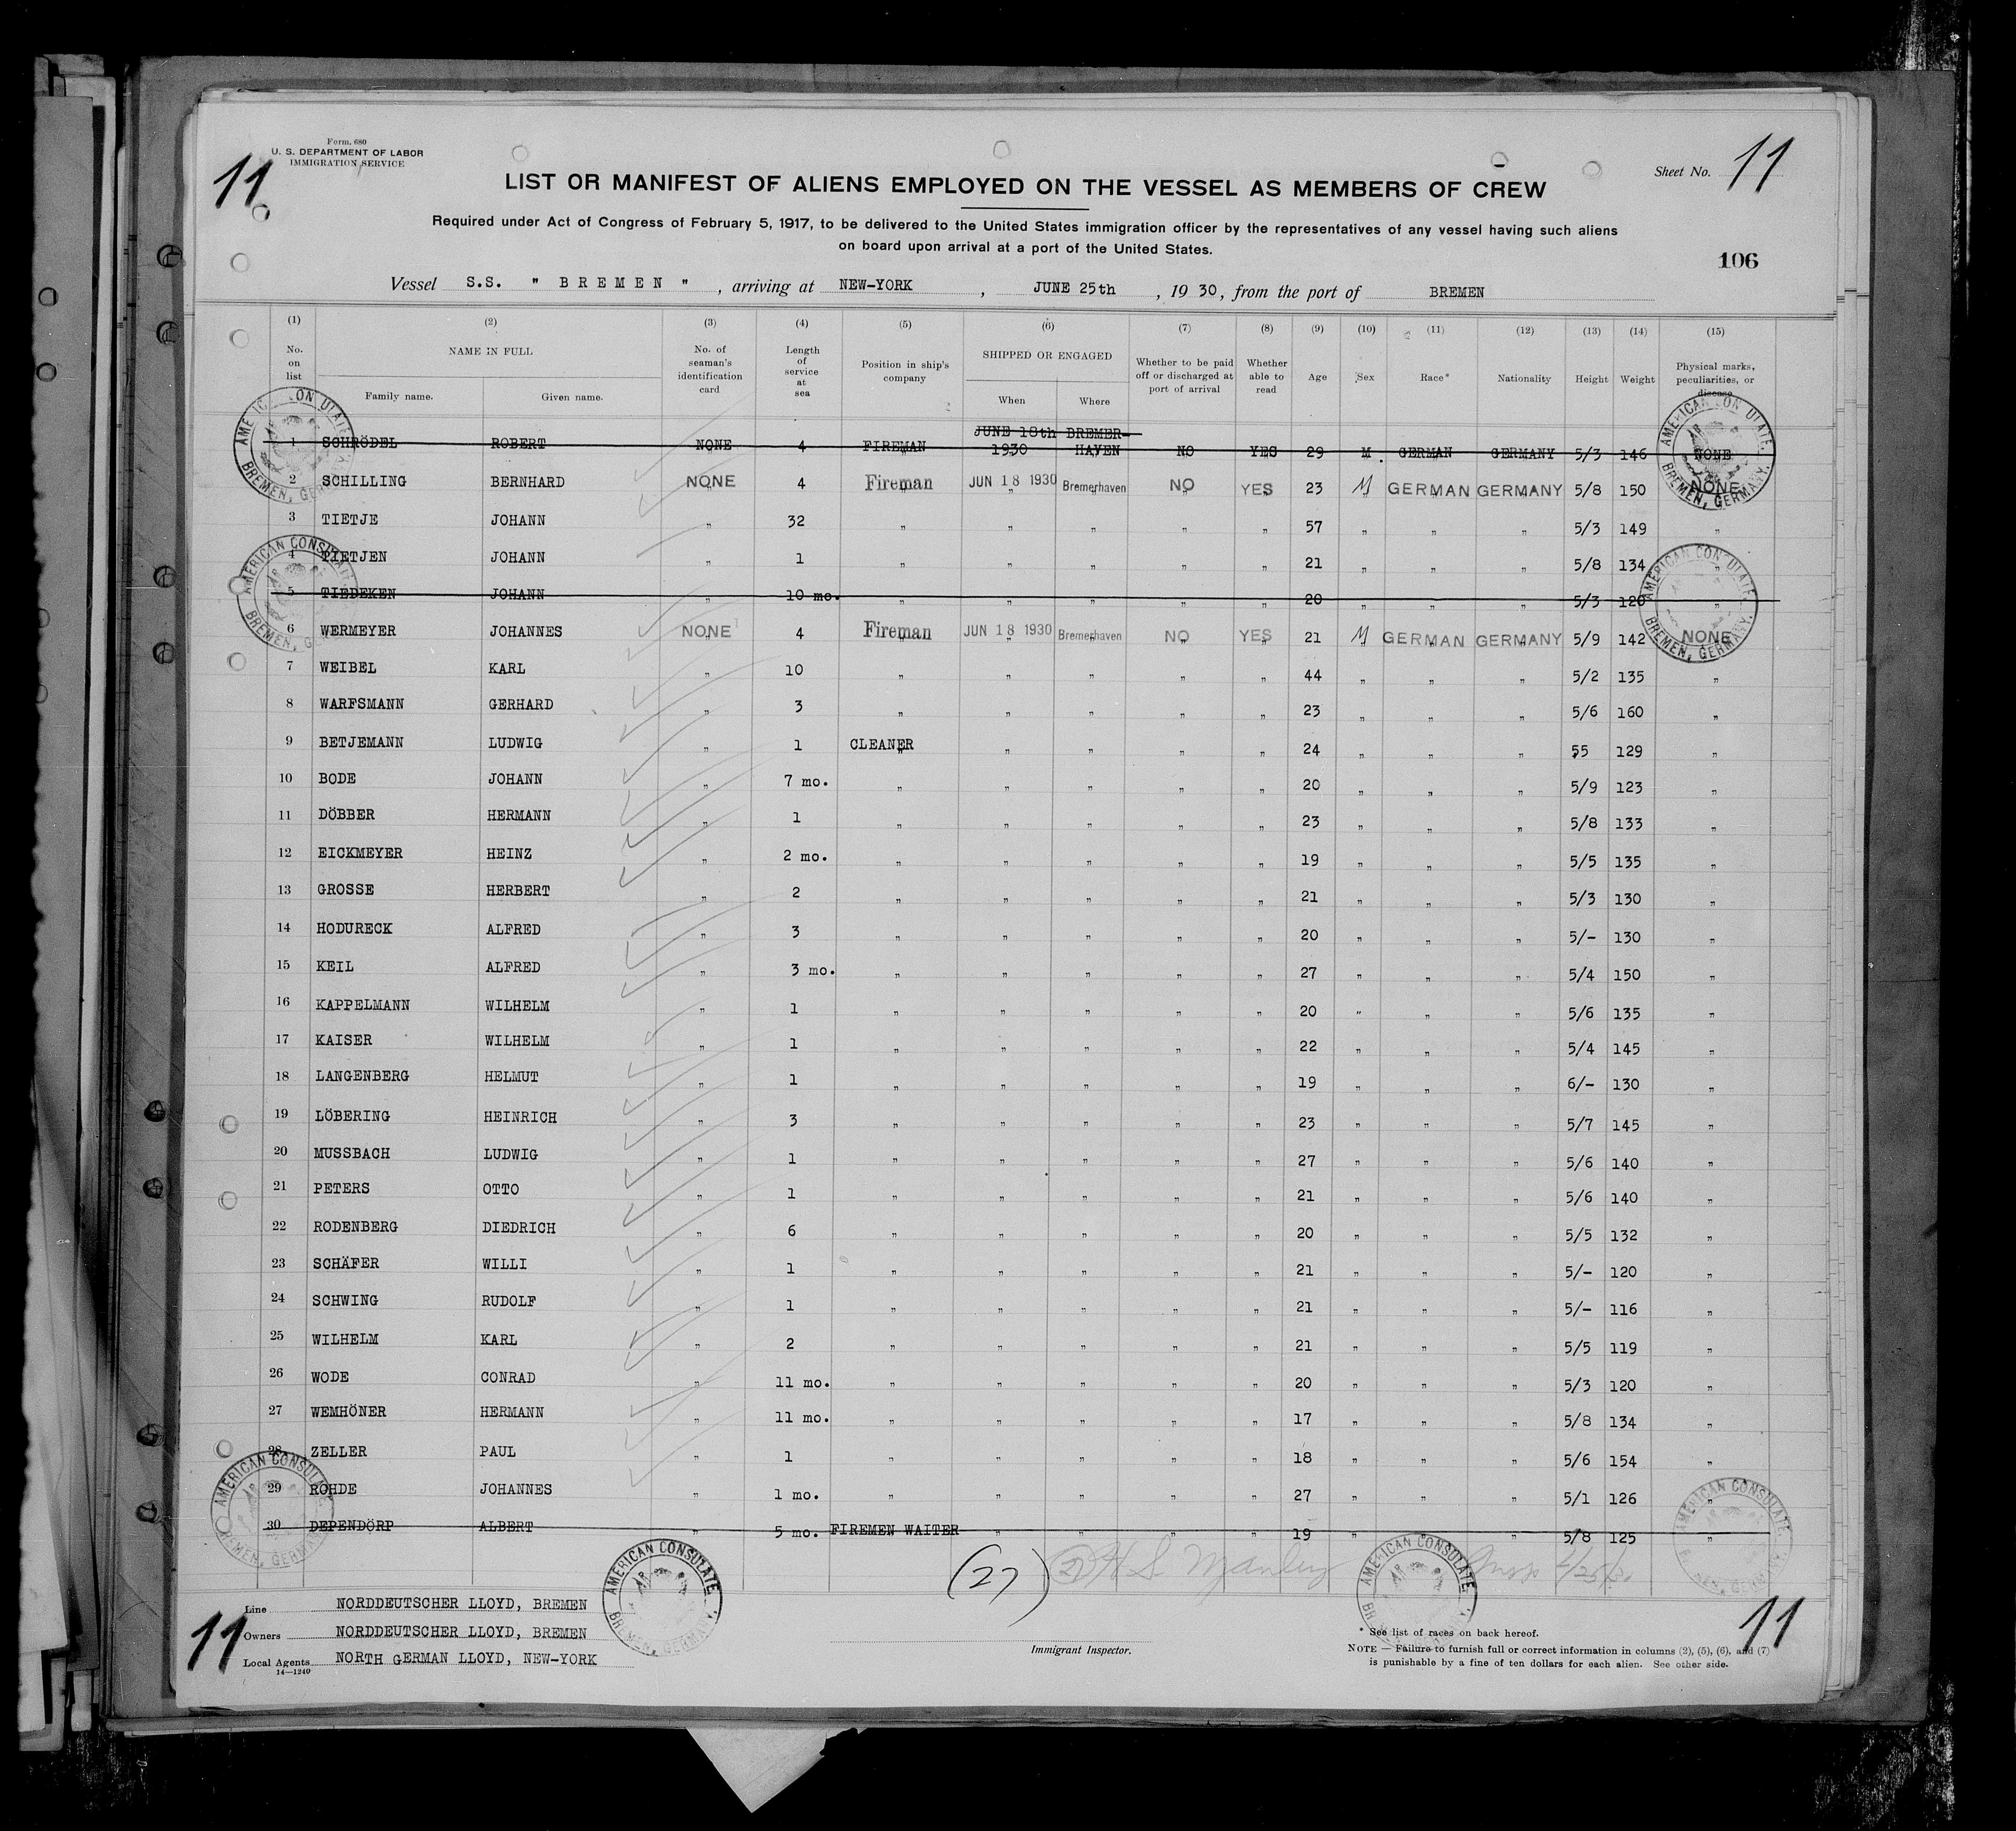 Form. 680
U. S. DEPARTMENT OF LABOR
IMMIGRATION SERVICE
11
Sheet No. 11
LIST OR MANIFEST OF ALIENS EMPLOYED ON THE VESSEL AS MEMBERS OF CREW
Required under Act of Congress of February 5, 1917, to be delivered to the United States immigration officer by the representatives of any vessel having such aliens
on board upon arrival at a port of the United States.
106
Vessel S.S. " BREMEN " , arriving at NEW-YORK , JUNE 25th , 19 30, from the port of BREMEN
(1) (2) (3) (4) (5) (6) (7) (8) (9) (10) (11) (12) (13) (14) (15)
No. on list NAME IN FULL Family name. Given name. No. of seaman's identification card Length of service at sea Position in ship's company SHIPPED OR ENGAGED When Where Whether to be paid off or discharged at port of arrival Whether able to read Age Sex Race* Nationality Height Weight Physical marks, peculiarities, or disease
1 SCHRÖDEL ROBERT NONE 4 FIREMAN JUNE 18th 1930 BREMER-HAVEN NO YES 29 M. GERMAN GERMANY 5/3 146 NONE
2 SCHILLING BERNHARD NONE 4 Fireman JUN 18 1930 Bremerhaven NO YES 23 M GERMAN GERMANY 5/8 150 NONE
3 TIETJE JOHANN " 32 " " " " " 57 " " " 5/3 149 "
4 TIETJEN JOHANN " 1 " " " " " 21 " " " 5/8 134 "
5 TIEDEKEN JOHANN " 10 mo. " " " " " 20 " " " 5/3 120 "
6 WERMEYER JOHANNES NONE 4 Fireman JUN 18 1930 Bremerhaven NO YES 21 M GERMAN GERMANY 5/9 142 NONE
7 WEIBEL KARL " 10 " " " " " 44 " " " 5/2 135 "
8 WARFSMANN GERHARD " 3 " " " " " 23 " " " 5/6 160 "
9 BETJEMANN LUDWIG " 1 CLEANER " " " " 24 " " " 55 129 "
10 BODE JOHANN " 7 mo. " " " " " 20 " " " 5/9 123 "
11 DÖBBER HERMANN " 1 " " " " " 23 " " " 5/8 133 "
12 EICKMEYER HEINZ " 2 mo. " " " " " 19 " " " 5/5 135 "
13 GROSSE HERBERT " 2 " " " " " 21 " " " 5/3 130 "
14 HODURECK ALFRED " 3 " " " " " 20 " " " 5/- 130 "
15 KEIL ALFRED " 3 mo. " " " " " 27 " " " 5/4 150 "
16 KAPPELMANN WILHELM " 1 " " " " " 20 " " " 5/6 135 "
17 KAISER WILHELM " 1 " " " " " 22 " " " 5/4 145 "
18 LANGENBERG HELMUT " 1 " " " " " 19 " " " 6/- 130 "
19 LÖBERING HEINRICH " 3 " " " " " 23 " " " 5/7 145 "
20 MUSSBACH LUDWIG " 1 " " " " " 27 " " " 5/6 140 "
21 PETERS OTTO " 1 " " " " " 21 " " " 5/6 140 "
22 RODENBERG DIEDRICH " 6 " " " " " 20 " " " 5/5 132 "
23 SCHÄFER WILLI " 1 " " " " " 21 " " " 5/- 120 "
24 SCHWING RUDOLF " 1 " " " " " 21 " " " 5/- 116 "
25 WILHELM KARL " 2 " " " " " 21 " " " 5/5 119 "
26 WODE CONRAD " 11 mo. " " " " " 20 " " " 5/3 120 "
27 WEMHÖNER HERMANN " 11 mo. " " " " " 17 " " " 5/8 134 "
28 ZELLER PAUL " 1 " " " " " 18 " " " 5/6 154 "
29 ROHDE JOHANNES " 1 mo. " " " " " 27 " " " 5/1 126 "
30 DEPENDÖRP ALBERT " 5 mo. FIREMEN WAITER " " " " 19 " " " 5/8 125 "
(27) H S Manley
AMERICAN CONSULATE
BREMEN, GERMANY.
Line NORDDEUTSCHER LLOYD, BREMEN
Owners NORDDEUTSCHER LLOYD, BREMEN
Local Agents NORTH GERMAN LLOYD, NEW-YORK
14—1240
11
Immigrant Inspector.
* See list of races on back hereof.
NOTE — Failure to furnish full or correct information in columns (2), (5), (6), and (7)
is punishable by a fine of ten dollars for each alien. See other side.
11